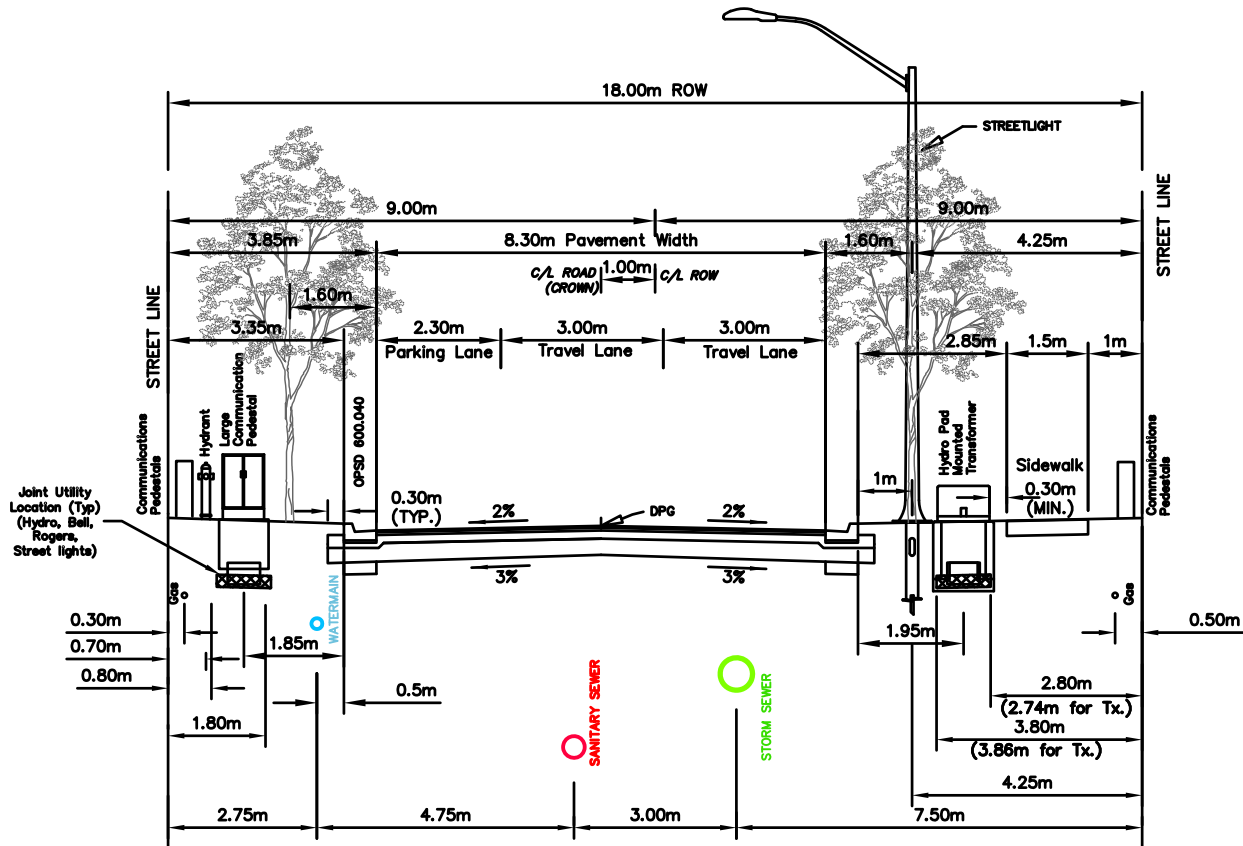 18.00m ROW
STREETLIGHT
9.00m
9.00m
3.85m
8.30m Pavement Width
1.60m
4.25m
STREET LINE
C/L ROAD
(CROWN)
1.00m
C/L ROW
1.60m
3.35m
2.30m
Parking Lane
3.00m
Travel Lane
3.00m
Travel Lane
2.85m
1.5m
1m
STREET LINE
Communications
Pedestals
Hydrant
Large
Communication
Pedestal
OPSD 600.040
Hydro Pad
Mounted
Transformer
Sidewalk
Communications
Pedestals
1m
0.30m
(MIN.)
Joint Utility
Location (Typ)
(Hydro, Bell,
Rogers,
Street lights)
0.30m
(TYP.)
2%
DPG
2%
3%
3%
Gas
WATERMAIN
Gas
0.30m
0.50m
1.85m
1.95m
0.70m
0.80m
0.5m
SANITARY SEWER
STORM SEWER
2.80m
(2.74m for Tx.)
1.80m
3.80m
(3.86m for Tx.)
4.25m
2.75m
4.75m
3.00m
7.50m